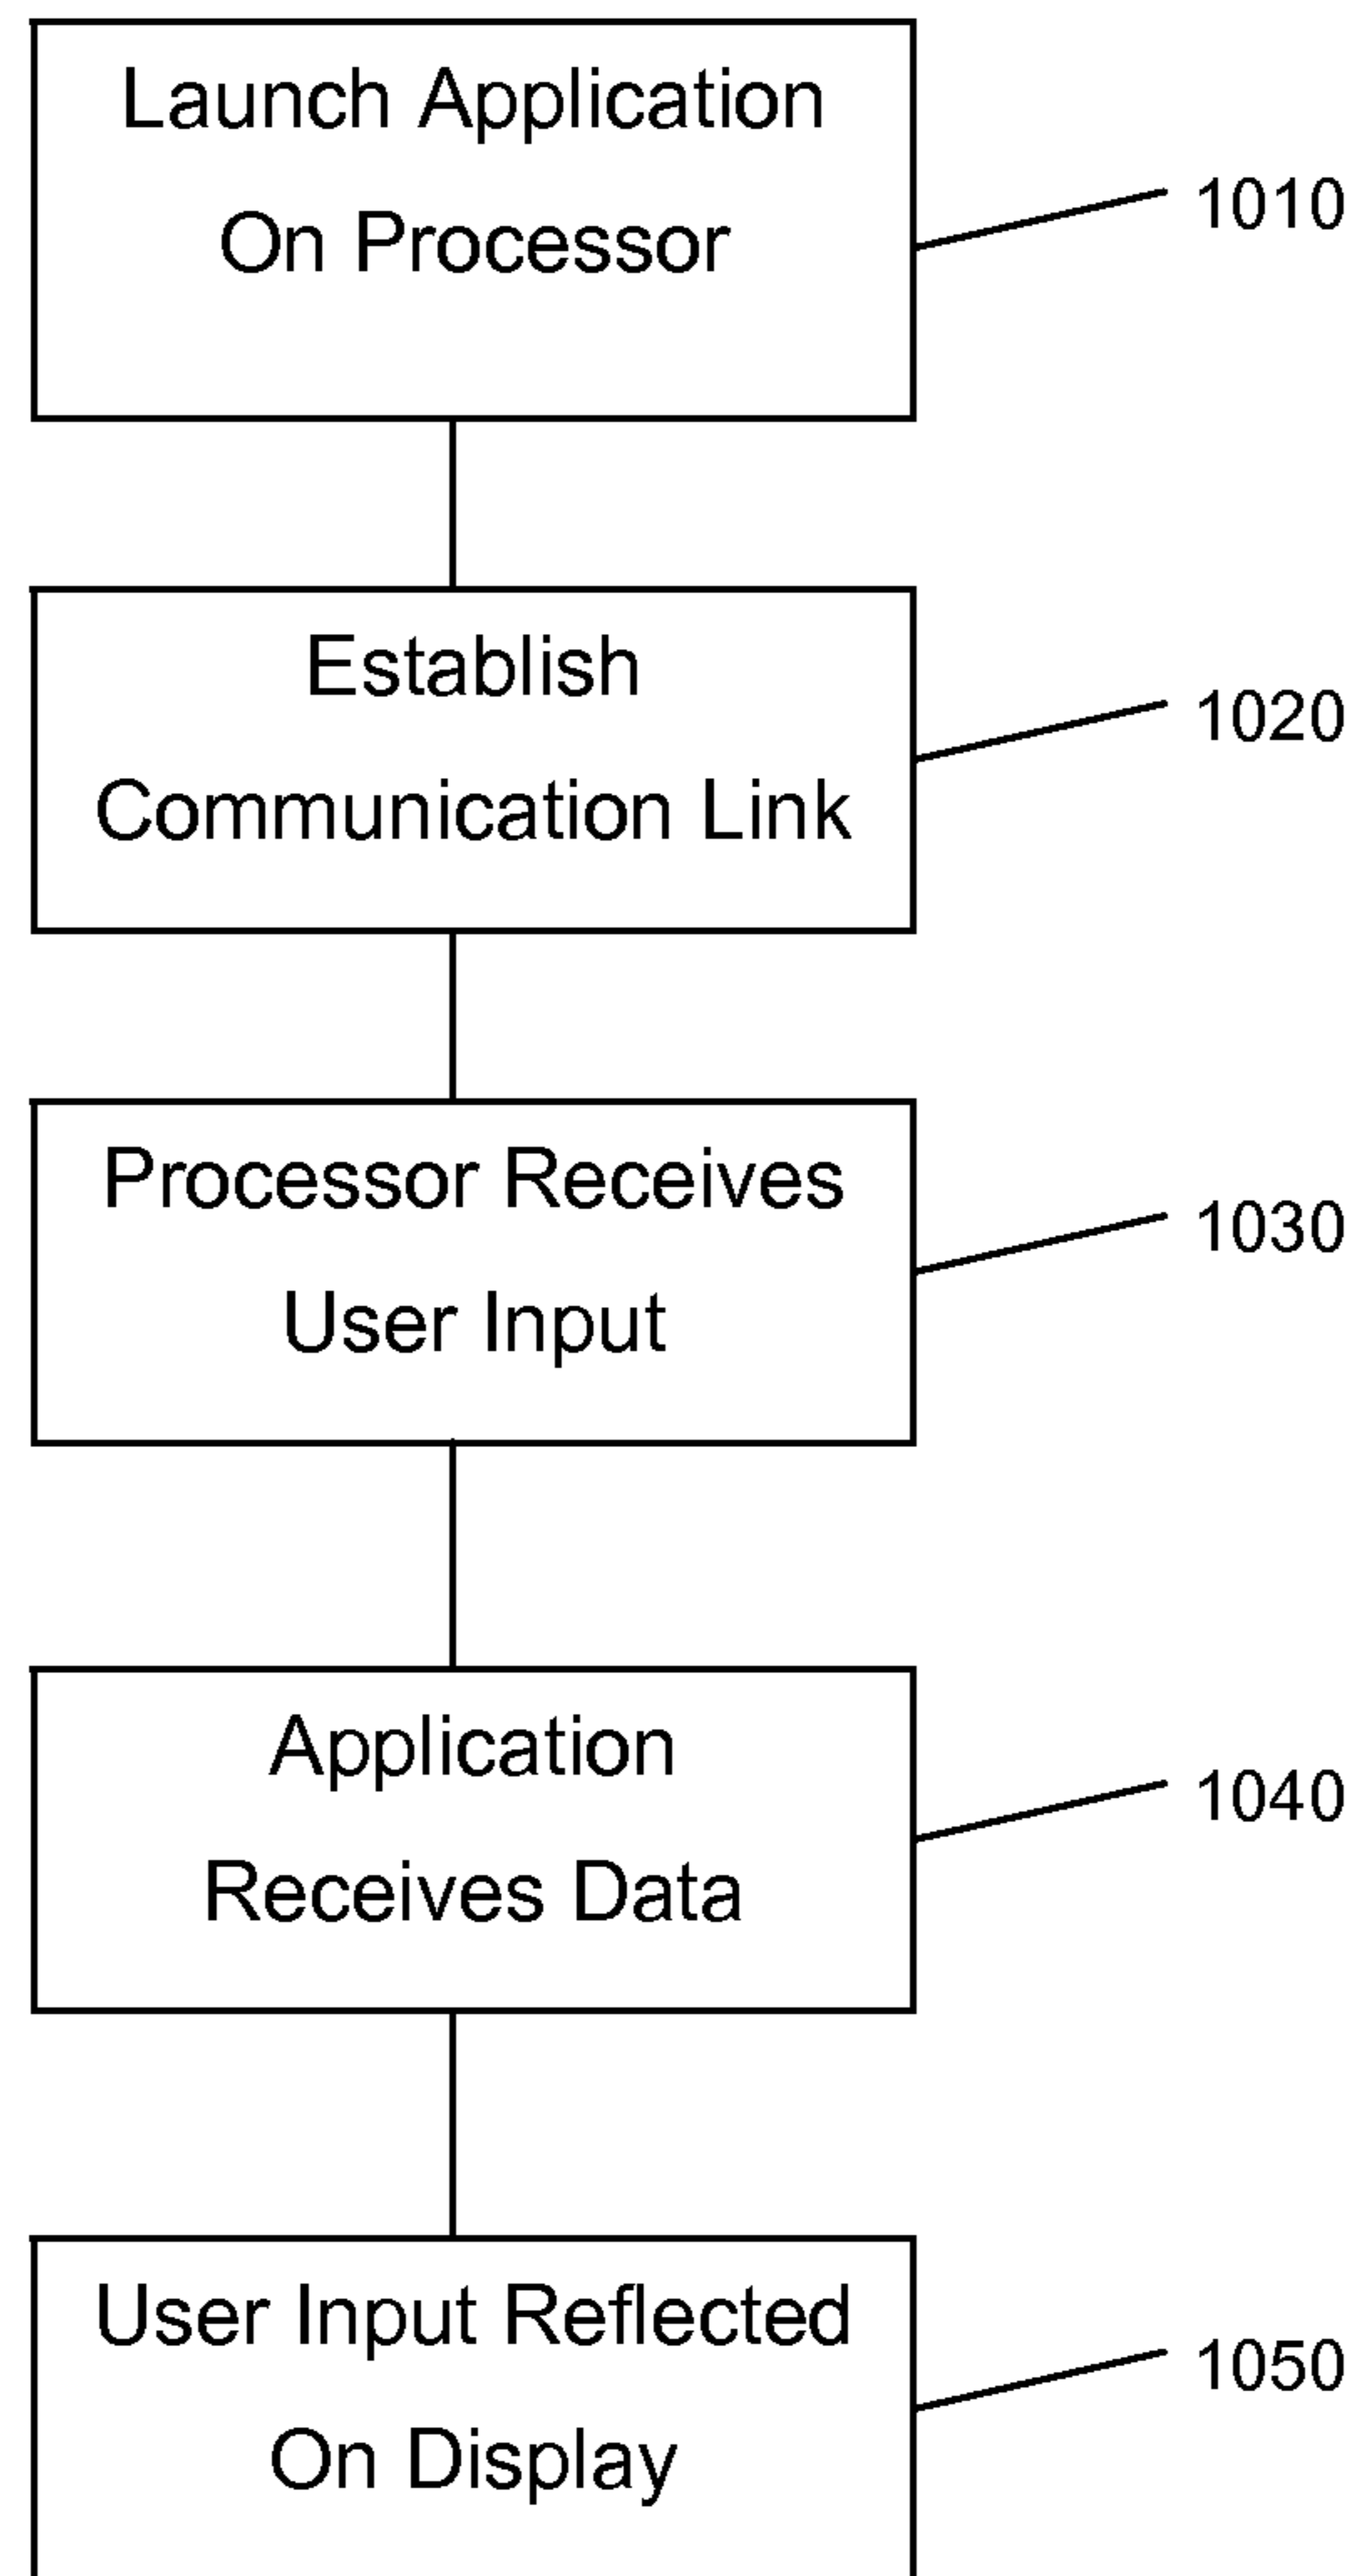 Launch Application
On Processor
1010
Establish
Communication Link
1020
Processor Receives
User Input
1030
Application
Receives Data
1040
User Input Reflected
On Display
1050